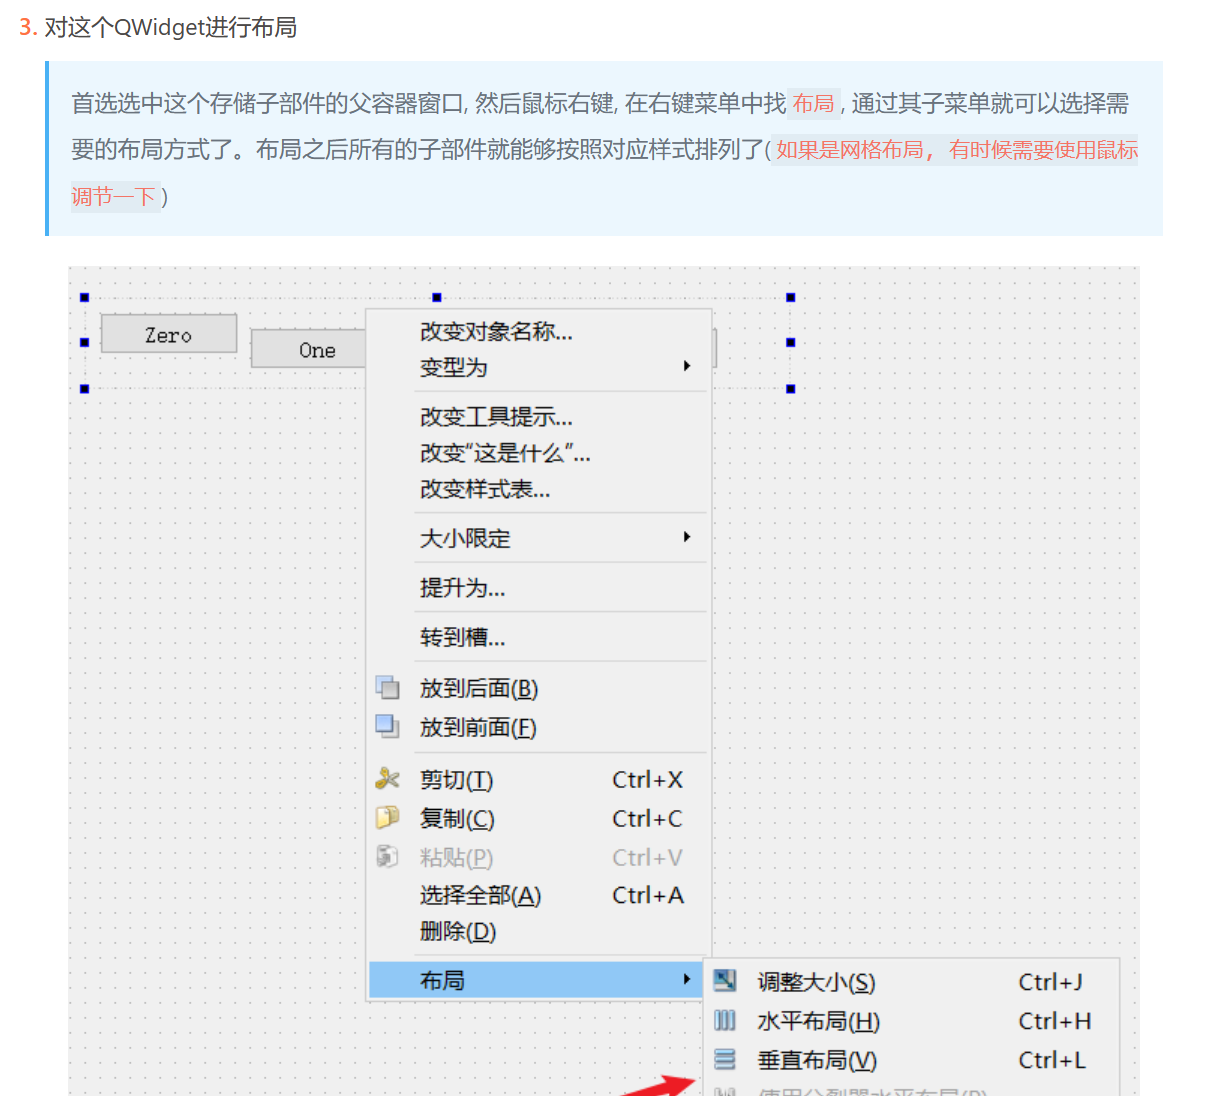 3. 对这个QWidget进行布局
首选选中这个存储子部件的父容器窗口, 然后鼠标右键, 在右键菜单中找 布局 , 通过其子菜单就可以选择需
要的布局方式了。布局之后所有的子部件就能够按照对应样式排列了( 如果是网格布局，有时候需要使用鼠标
调节一下 )
Zero
One
改变对象名称...
变型为
改变工具提示...
改变“这是什么”...
改变样式表...
大小限定
提升为...
转到槽...
放到后面(B)
放到前面(F)
剪切(T) Ctrl+X
复制(C) Ctrl+C
粘贴(P) Ctrl+V
选择全部(A) Ctrl+A
删除(D)
布局
调整大小(S) Ctrl+J
水平布局(H) Ctrl+H
垂直布局(V) Ctrl+L
使用分裂器水平布局(P)